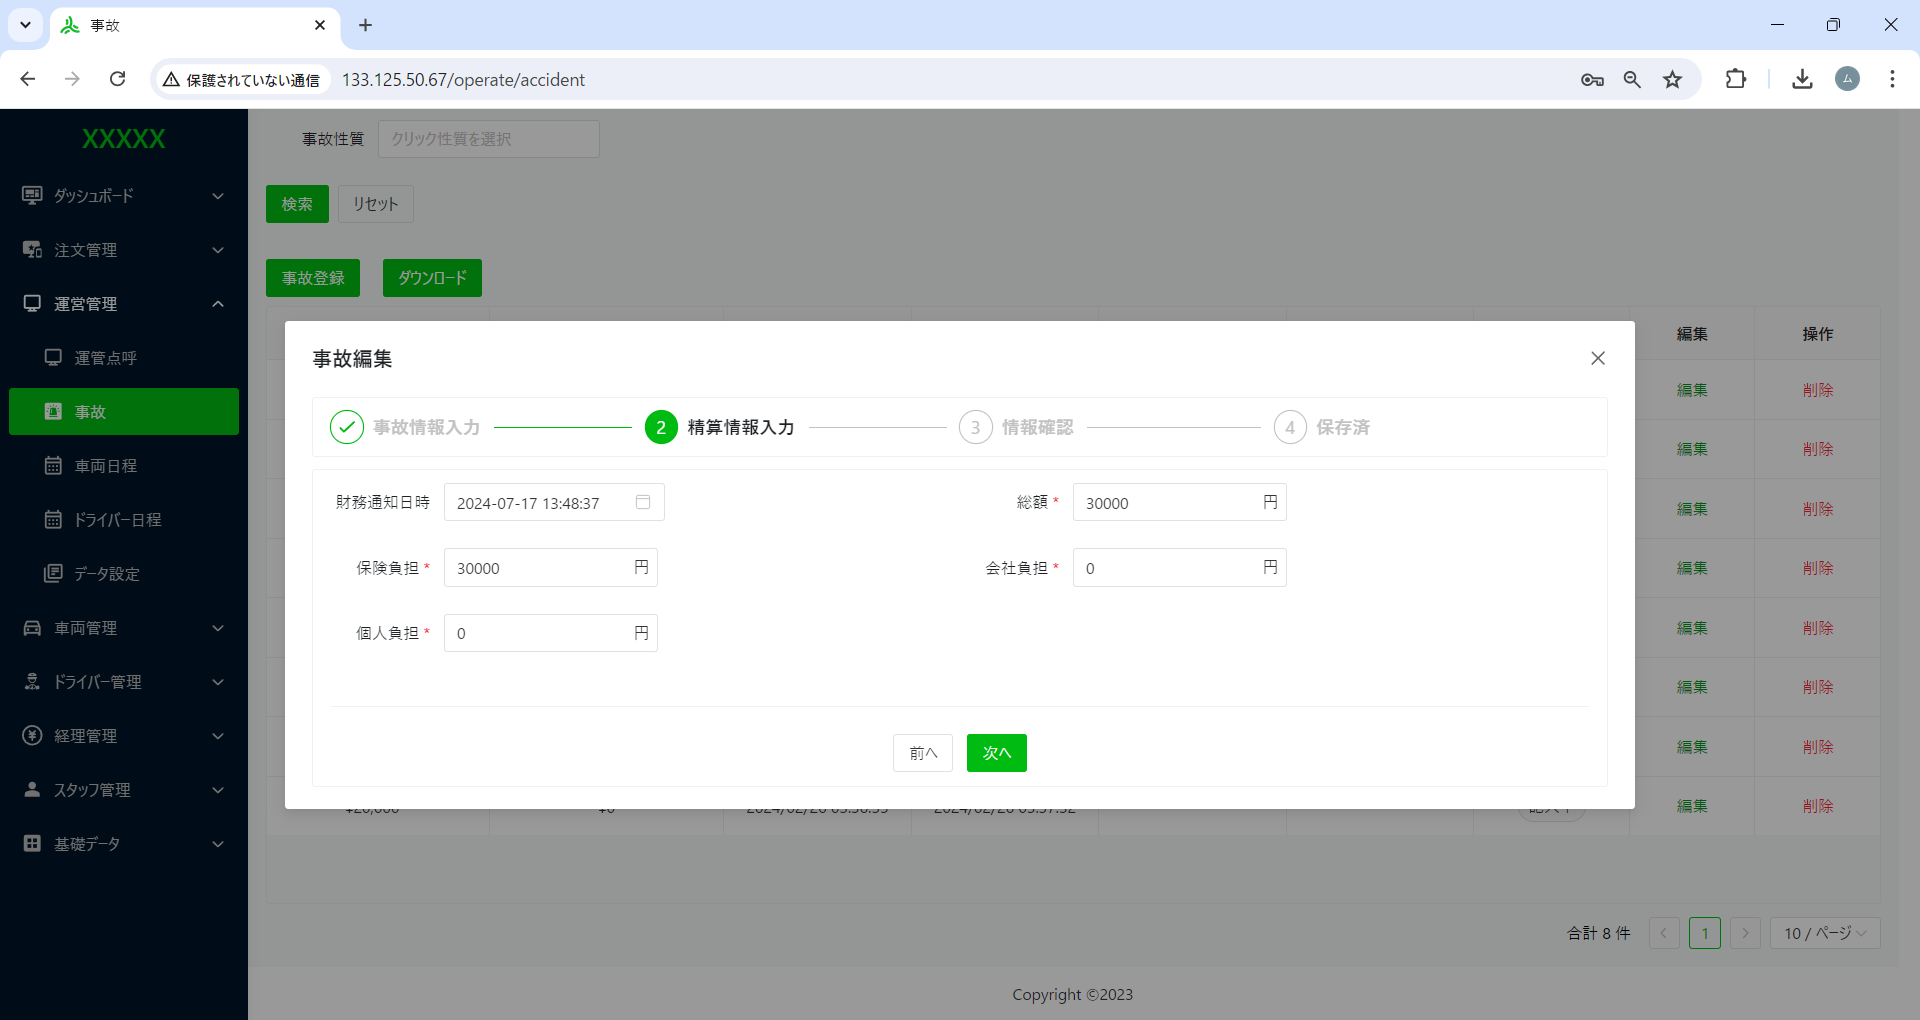 事故
保護されていない通信
133.125.50.67/operate/accident
ム
XXXXX
ダッシュボード
注文管理
運営管理
運管点呼
事故
車両日程
ドライバー日程
データ設定
車両管理
ドライバー管理
経理管理
スタッフ管理
基礎データ
事故性質 クリック性質を選択
検索 リセット
事故登録 ダウンロード
編集 操作
編集 削除
編集 削除
編集 削除
編集 削除
編集 削除
編集 削除
編集 削除
編集 削除
事故編集
事故情報入力 2 精算情報入力 3 情報確認 4 保存済
財務通知日時 2024-07-17 13:48:37 総額 * 30000 円
保険負担 * 30000 円 会社負担 * 0 円
個人負担 * 0 円
前へ 次へ
合計 8 件 1 10 / ページ
Copyright ©2023